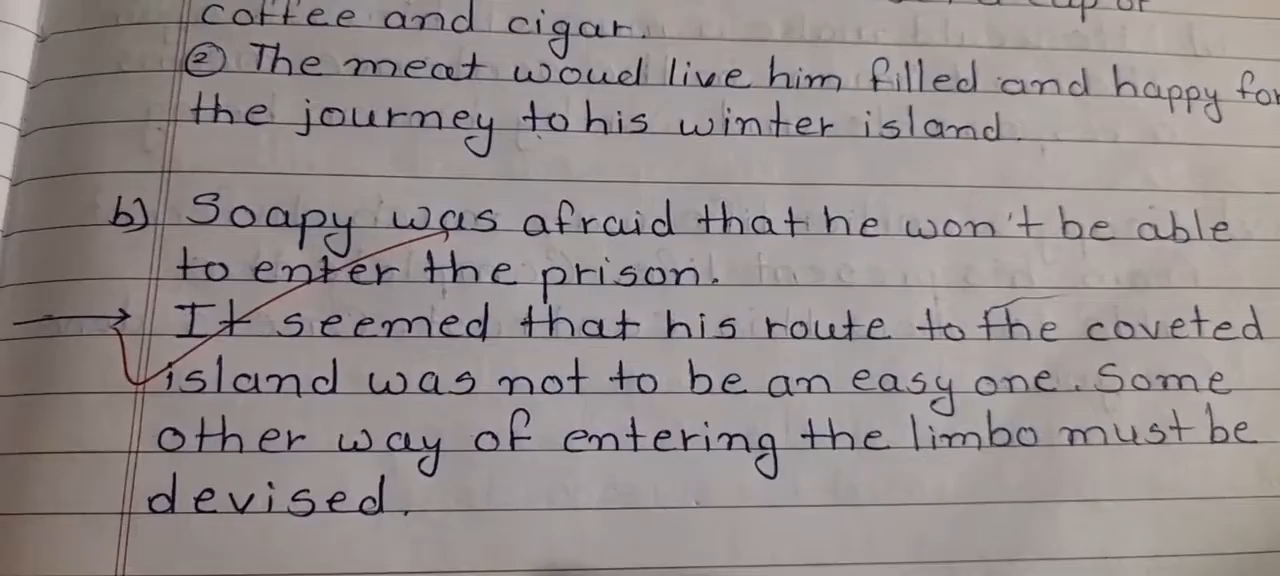 coffee and cigar.
② The meat woud live him filled and happy for
the journey to his winter island.
b) Soapy was afraid that he won't be able
to enter the prison.
→ It seemed that his route to the coveted
island was not to be an easy one. Some
other way of entering the limbo must be
devised.